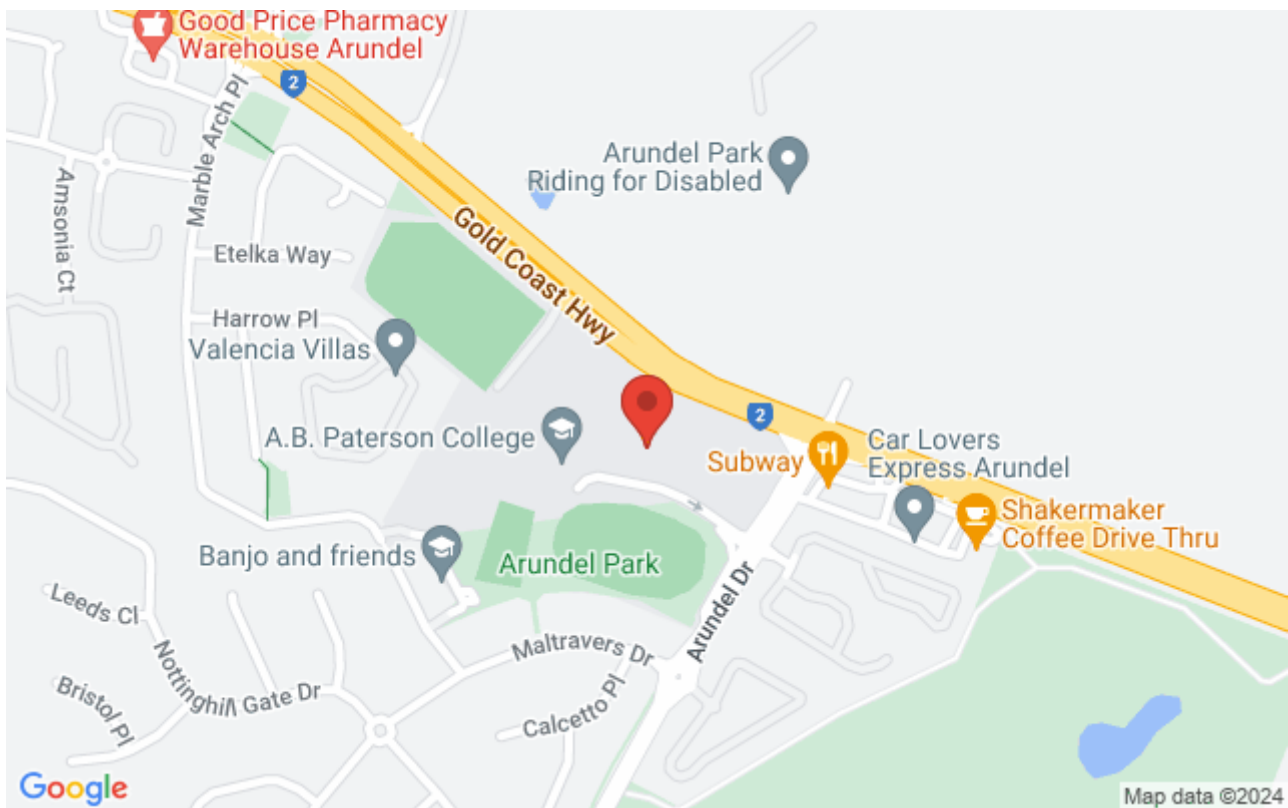 Good Price Pharmacy
Warehouse Arundel
2
Marble Arch Pl
Amsonia Ct
Arundel Park
Riding for Disabled
Gold Coast Hwy
Etelka Way
Harrow Pl
Valencia Villas
2
A.B. Paterson College
Subway
Car Lovers
Express Arundel
Shakermaker
Coffee Drive Thru
Banjo and friends
Arundel Park
Arundel Dr
Leeds Cl
Maltravers Dr
Nottinghill Gate Dr
Bristol Pl
Calcetto Pl
Google
Map data ©2024